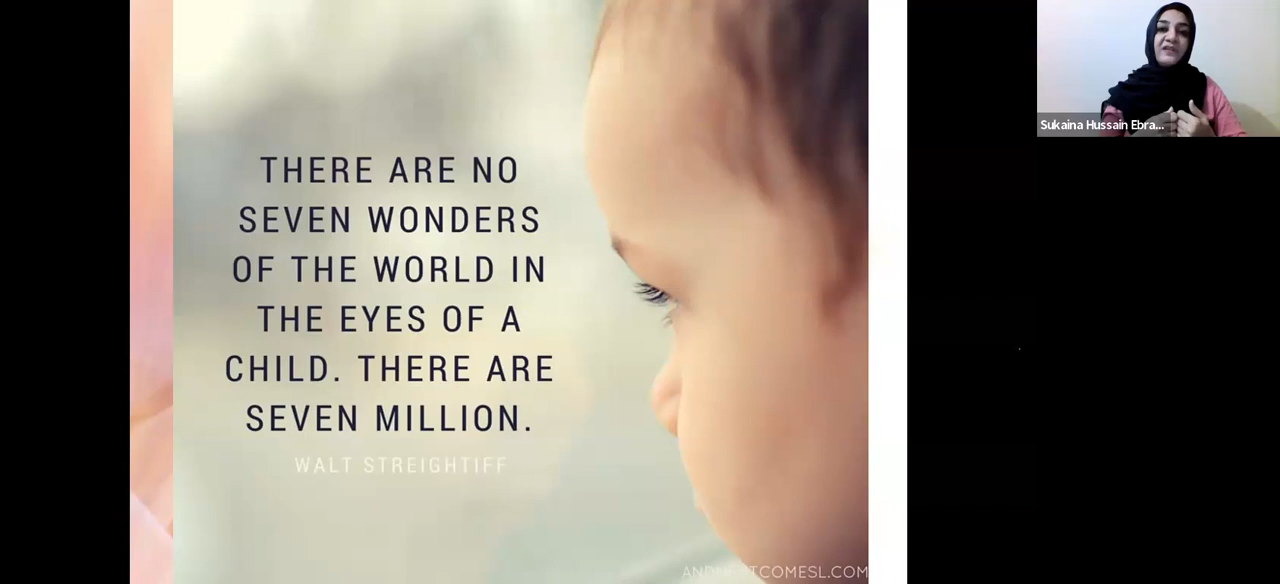 THERE ARE NO
SEVEN WONDERS
OF THE WORLD IN
THE EYES OF A
CHILD. THERE ARE
SEVEN MILLION.
WALT STREIGHTIFF
Sukaina Hussain Ebra...